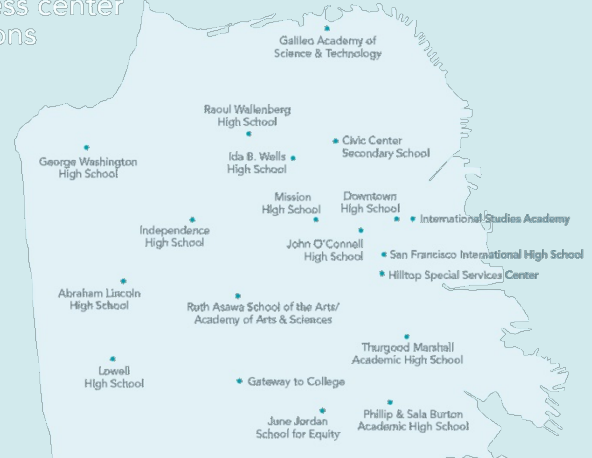 ess center
ons
Galileo Academy of
Science & Technology
Raoul Wallenberg
High School
Civic Center
Secondary School
George Washington
High School
Ida B. Wells
High School
Mission
High School
Downtown
High School
International Studies Academy
Independence
High School
John O'Connell
High School
San Francisco International High School
Hilltop Special Services Center
Abraham Lincoln
High School
Ruth Asawa School of the Arts/
Academy of Arts & Sciences
Thurgood Marshall
Academic High School
Lowell
High School
Gateway to College
June Jordan
School for Equity
Phillip & Sala Burton
Academic High School